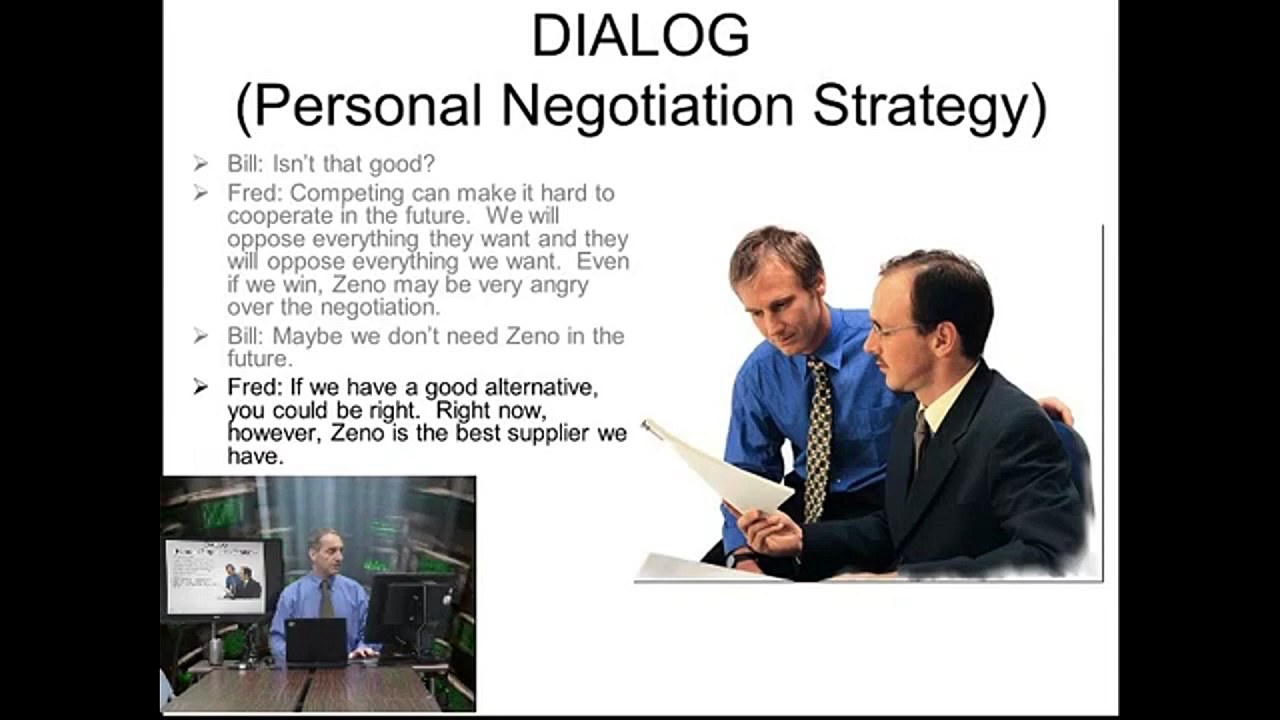 DIALOG
(Personal Negotiation Strategy)
➢ Bill: Isn't that good?
➢ Fred: Competing can make it hard to
cooperate in the future.  We will
oppose everything they want and they
will oppose everything we want.  Even
if we win, Zeno may be very angry
over the negotiation.
➢ Bill: Maybe we don't need Zeno in the
future.
➢ Fred: If we have a good alternative,
you could be right.  Right now,
however, Zeno is the best supplier we
have.